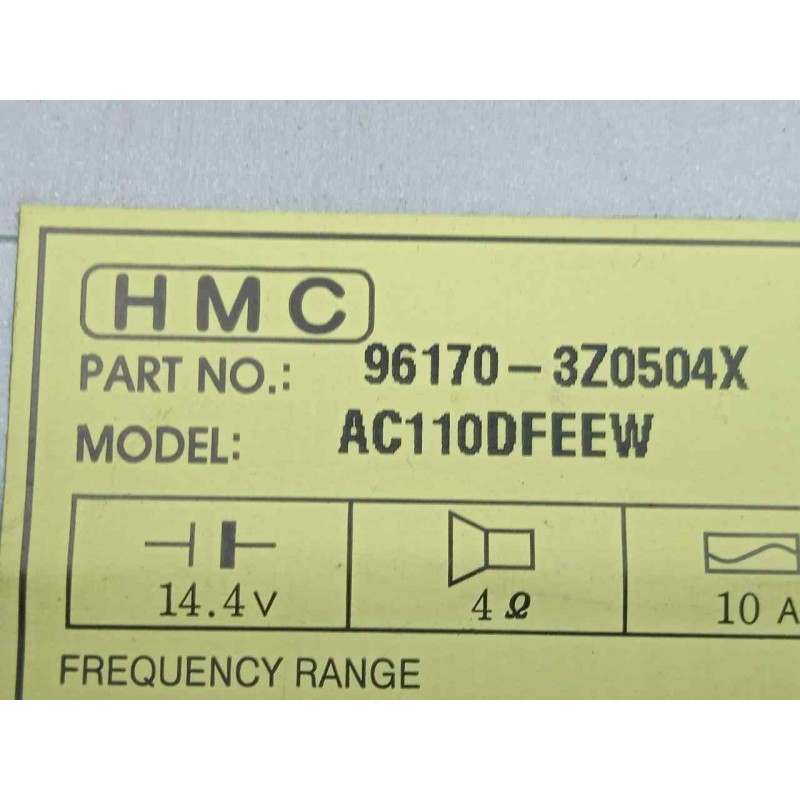 HMC
PART NO.: 96170-3Z0504X
MODEL: AC110DFEEW
14.4V 4Ω 10 A
FREQUENCY RANGE